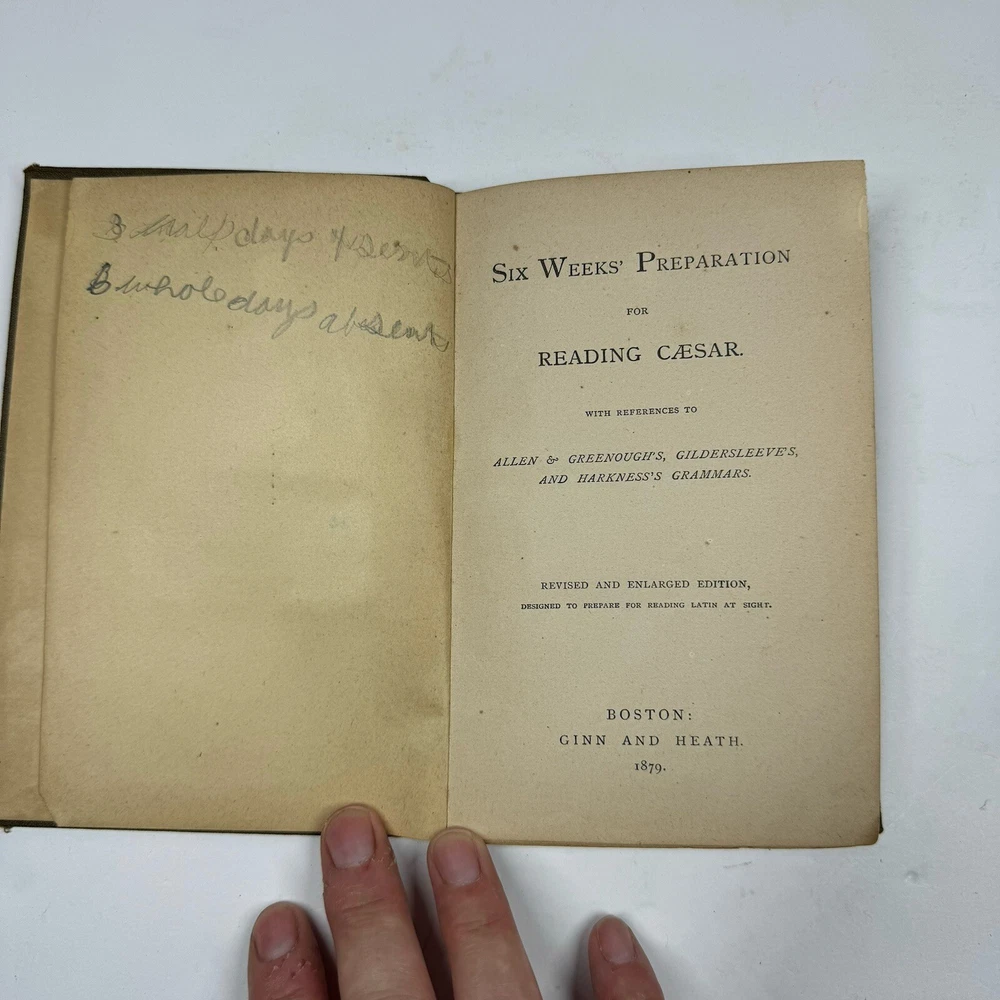 half days absent
whole days absent
SIX WEEKS' PREPARATION
FOR
READING CÆSAR.
WITH REFERENCES TO
ALLEN & GREENOUGH'S, GILDERSLEEVE'S,
AND HARKNESS'S GRAMMARS.
REVISED AND ENLARGED EDITION,
DESIGNED TO PREPARE FOR READING LATIN AT SIGHT.
BOSTON:
GINN AND HEATH.
1879.